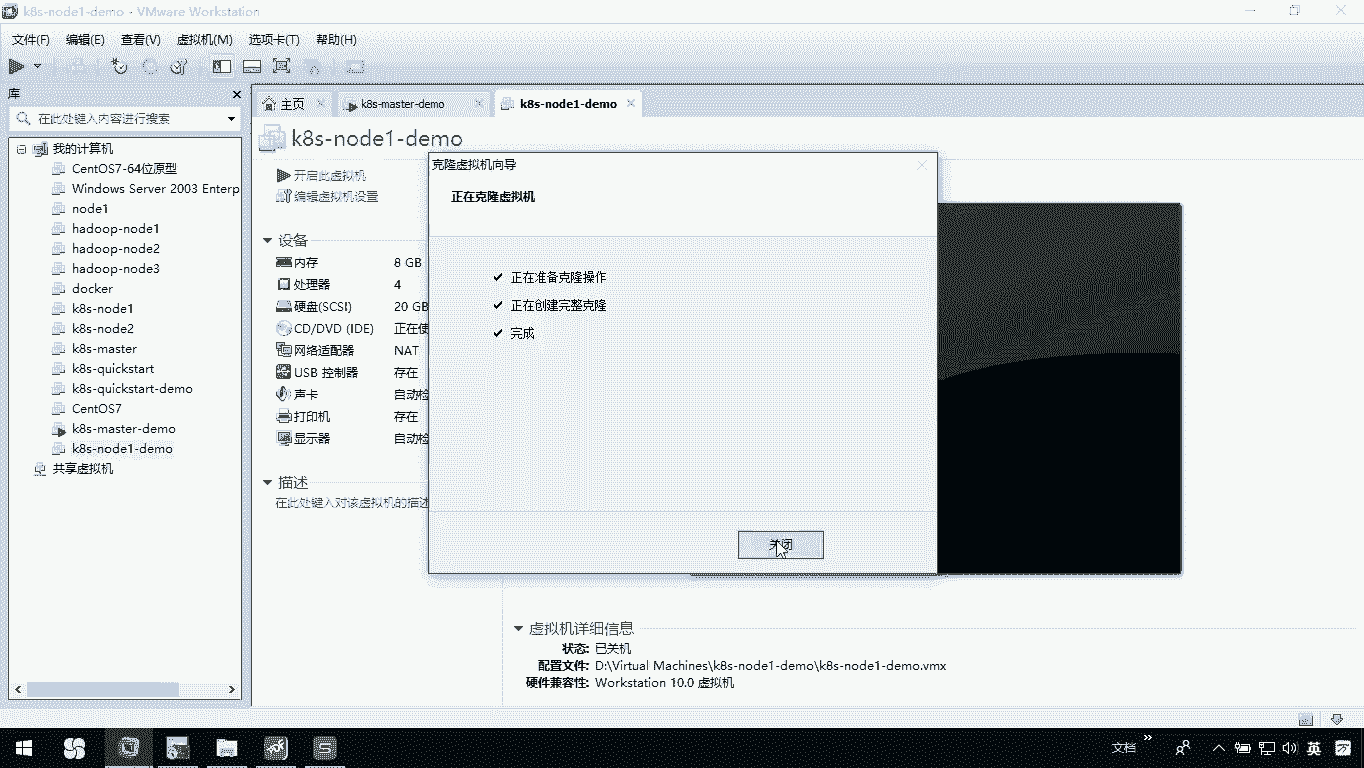 k8s-node1-demo - VMware Workstation
文件(F) 编辑(E) 查看(V) 虚拟机(M) 选项卡(T) 帮助(H)
库
在此处键入内容进行搜索
我的计算机
CentOS7-64位原型
Windows Server 2003 Enterp
node1
hadoop-node1
hadoop-node2
hadoop-node3
docker
k8s-node1
k8s-node2
k8s-master
k8s-quickstart
k8s-quickstart-demo
CentOS7
k8s-master-demo
k8s-node1-demo
共享虚拟机
主页 k8s-master-demo k8s-node1-demo
k8s-node1-demo
开启此虚拟机
编辑虚拟机设置
设备
内存 8 GB
处理器 4
硬盘(SCSI) 20 GB
CD/DVD (IDE) 正在使
网络适配器 NAT
USB 控制器 存在
声卡 自动检
打印机 存在
显示器 自动检
描述
在此处键入对该虚拟机的描述
克隆虚拟机向导
正在克隆虚拟机
正在准备克隆操作
正在创建完整克隆
完成
关闭
虚拟机详细信息
状态: 已关机
配置文件: D:\Virtual Machines\k8s-node1-demo\k8s-node1-demo.vmx
硬件兼容性: Workstation 10.0 虚拟机
文档 英